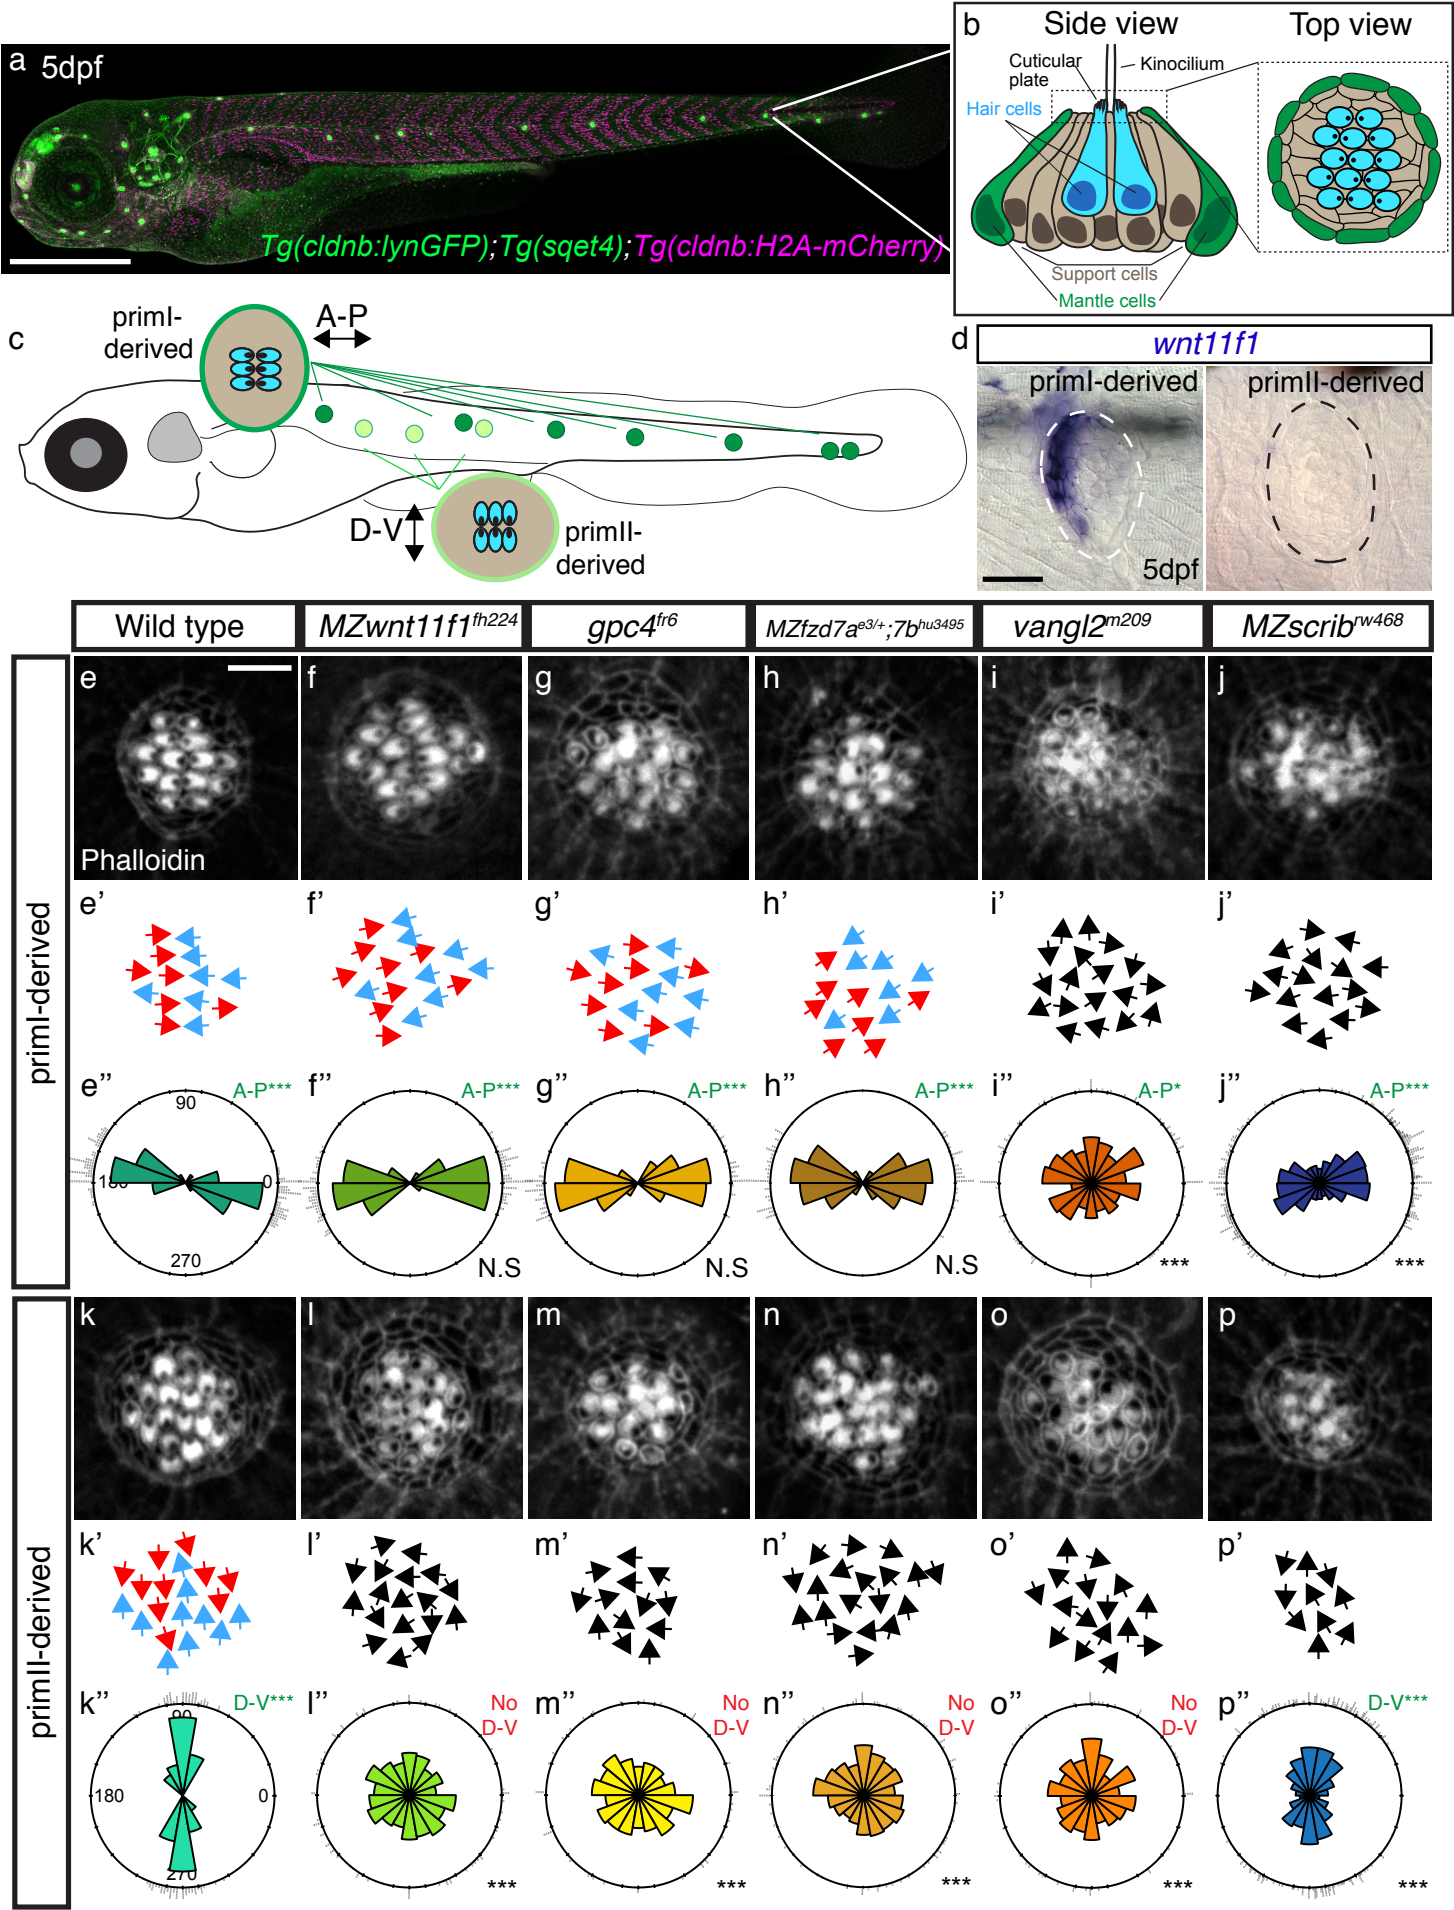 a 5dpf
Tg(cldnb:lynGFP);Tg(sqet4);Tg(cldnb:H2A-mCherry)
b Side view Top view
Cuticular plate
Kinocilium
Hair cells
Support cells
Mantle cells
c
primI-
derived
A-P
D-V
primII-
derived
d wnt11f1
primI-derived primII-derived
5dpf
Wild type MZwnt11f1fh224 gpc4fr6 MZfzd7ae3/+;7bhu3495 vangl2m209 MZscribrw468
primI-derived
e f g h i j
Phalloidin
e’ f’ g’ h’ i’ j’
e’’ f’’ g’’ h’’ i’’ j’’
A-P*** A-P*** A-P*** A-P*** A-P* A-P***
90
180 0
270
N.S N.S N.S *** ***
primII-derived
k l m n o p
k’ l’ m’ n’ o’ p’
k’’ l’’ m’’ n’’ o’’ p’’
D-V*** No D-V No D-V No D-V No D-V D-V***
180 0
270
*** *** *** *** ***